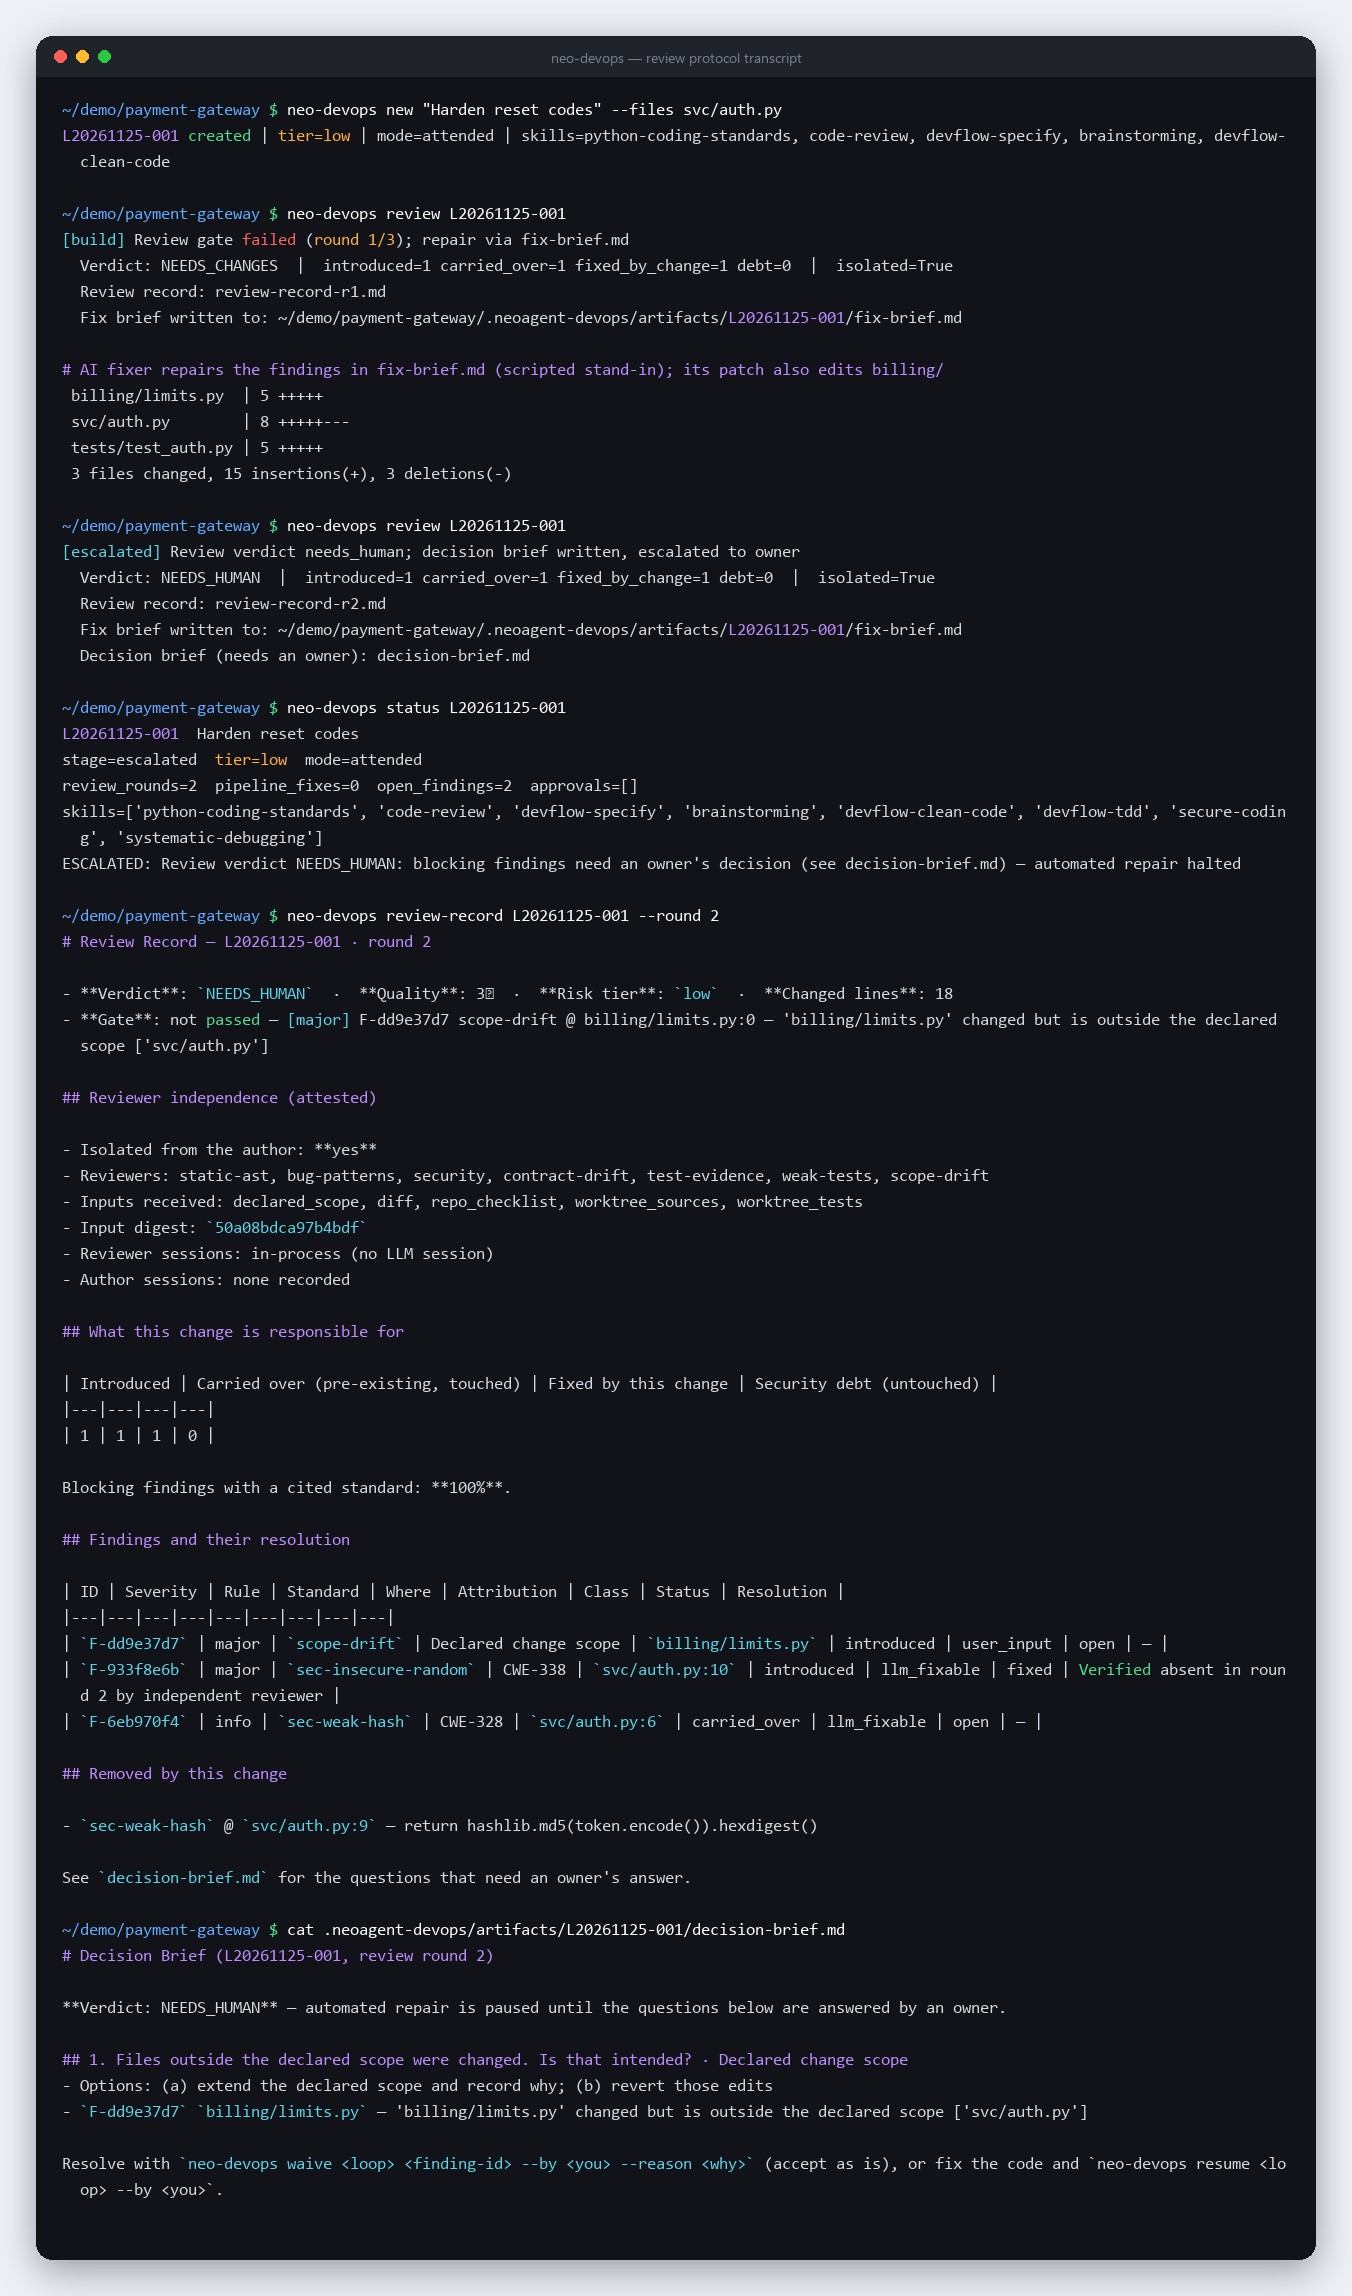 neo-devops — review protocol transcript
~/demo/payment-gateway $ neo-devops new "Harden reset codes" --files svc/auth.py
L20261125-001 created | tier=low | mode=attended | skills=python-coding-standards, code-review, devflow-specify, brainstorming, devflow-
clean-code
~/demo/payment-gateway $ neo-devops review L20261125-001
[build] Review gate failed (round 1/3); repair via fix-brief.md
Verdict: NEEDS_CHANGES | introduced=1 carried_over=1 fixed_by_change=1 debt=0 | isolated=True
Review record: review-record-r1.md
Fix brief written to: ~/demo/payment-gateway/.neoagent-devops/artifacts/L20261125-001/fix-brief.md
# AI fixer repairs the findings in fix-brief.md (scripted stand-in); its patch also edits billing/
billing/limits.py | 5 +++++
svc/auth.py | 8 +++++---
tests/test_auth.py | 5 +++++
3 files changed, 15 insertions(+), 3 deletions(-)
~/demo/payment-gateway $ neo-devops review L20261125-001
[escalated] Review verdict needs_human; decision brief written, escalated to owner
Verdict: NEEDS_HUMAN | introduced=1 carried_over=1 fixed_by_change=1 debt=0 | isolated=True
Review record: review-record-r2.md
Fix brief written to: ~/demo/payment-gateway/.neoagent-devops/artifacts/L20261125-001/fix-brief.md
Decision brief (needs an owner): decision-brief.md
~/demo/payment-gateway $ neo-devops status L20261125-001
L20261125-001 Harden reset codes
stage=escalated tier=low mode=attended
review_rounds=2 pipeline_fixes=0 open_findings=2 approvals=[]
skills=['python-coding-standards', 'code-review', 'devflow-specify', 'brainstorming', 'devflow-clean-code', 'devflow-tdd', 'secure-codin
g', 'systematic-debugging']
ESCALATED: Review verdict NEEDS_HUMAN: blocking findings need an owner's decision (see decision-brief.md) — automated repair halted
~/demo/payment-gateway $ neo-devops review-record L20261125-001 --round 2
# Review Record — L20261125-001 · round 2
- **Verdict**: `NEEDS_HUMAN` · **Quality**: 3 · **Risk tier**: `low` · **Changed lines**: 18
- **Gate**: not passed — [major] F-dd9e37d7 scope-drift @ billing/limits.py:0 — 'billing/limits.py' changed but is outside the declared
scope ['svc/auth.py']
## Reviewer independence (attested)
- Isolated from the author: **yes**
- Reviewers: static-ast, bug-patterns, security, contract-drift, test-evidence, weak-tests, scope-drift
- Inputs received: declared_scope, diff, repo_checklist, worktree_sources, worktree_tests
- Input digest: `50a08bdca97b4bdf`
- Reviewer sessions: in-process (no LLM session)
- Author sessions: none recorded
## What this change is responsible for
| Introduced | Carried over (pre-existing, touched) | Fixed by this change | Security debt (untouched) |
|---|---|---|---|
| 1 | 1 | 1 | 0 |
Blocking findings with a cited standard: **100%**.
## Findings and their resolution
| ID | Severity | Rule | Standard | Where | Attribution | Class | Status | Resolution |
|---|---|---|---|---|---|---|---|---|
| `F-dd9e37d7` | major | `scope-drift` | Declared change scope | `billing/limits.py` | introduced | user_input | open | — |
| `F-933f8e6b` | major | `sec-insecure-random` | CWE-338 | `svc/auth.py:10` | introduced | llm_fixable | fixed | Verified absent in roun
d 2 by independent reviewer |
| `F-6eb970f4` | info | `sec-weak-hash` | CWE-328 | `svc/auth.py:6` | carried_over | llm_fixable | open | — |
## Removed by this change
- `sec-weak-hash` @ `svc/auth.py:9` — return hashlib.md5(token.encode()).hexdigest()
See `decision-brief.md` for the questions that need an owner's answer.
~/demo/payment-gateway $ cat .neoagent-devops/artifacts/L20261125-001/decision-brief.md
# Decision Brief (L20261125-001, review round 2)
**Verdict: NEEDS_HUMAN** — automated repair is paused until the questions below are answered by an owner.
## 1. Files outside the declared scope were changed. Is that intended? · Declared change scope
- Options: (a) extend the declared scope and record why; (b) revert those edits
- `F-dd9e37d7` `billing/limits.py` — 'billing/limits.py' changed but is outside the declared scope ['svc/auth.py']
Resolve with `neo-devops waive <loop> <finding-id> --by <you> --reason <why>` (accept as is), or fix the code and `neo-devops resume <lo
op> --by <you>`.